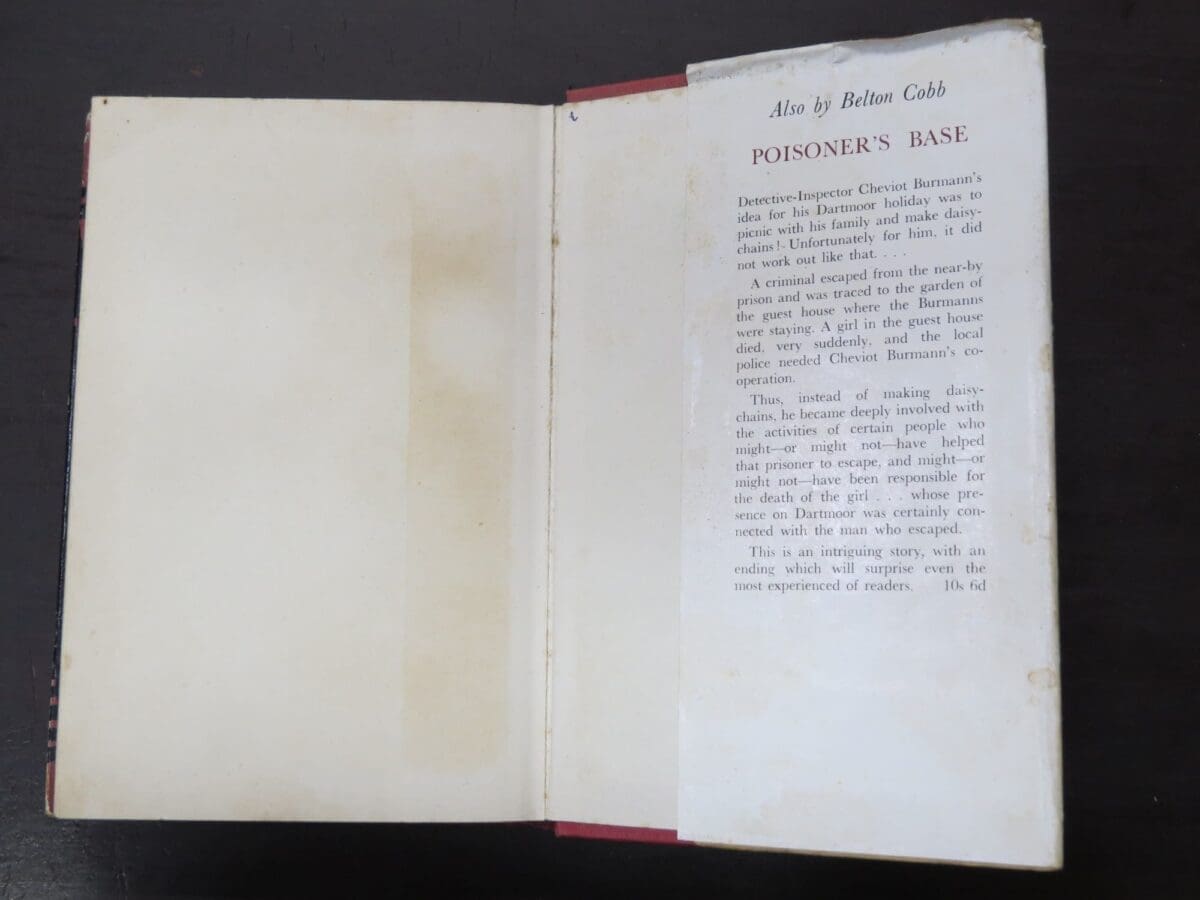 Also by Belton Cobb
POISONER'S BASE
Detective-Inspector Cheviot Burmann's
idea for his Dartmoor holiday was to
picnic with his family and make daisy-
chains! Unfortunately for him, it did
not work out like that. . . .
A criminal escaped from the near-by
prison and was traced to the garden of
the guest house where the Burmanns
were staying. A girl in the guest house
died, very suddenly, and the local
police needed Cheviot Burmann's co-
operation.
Thus, instead of making daisy-
chains, he became deeply involved with
the activities of certain people who
might—or might not—have helped
that prisoner to escape, and might—or
might not—have been responsible for
the death of the girl . . . whose pre-
sence on Dartmoor was certainly con-
nected with the man who escaped.
This is an intriguing story, with an
ending which will surprise even the
most experienced of readers. 10s 6d